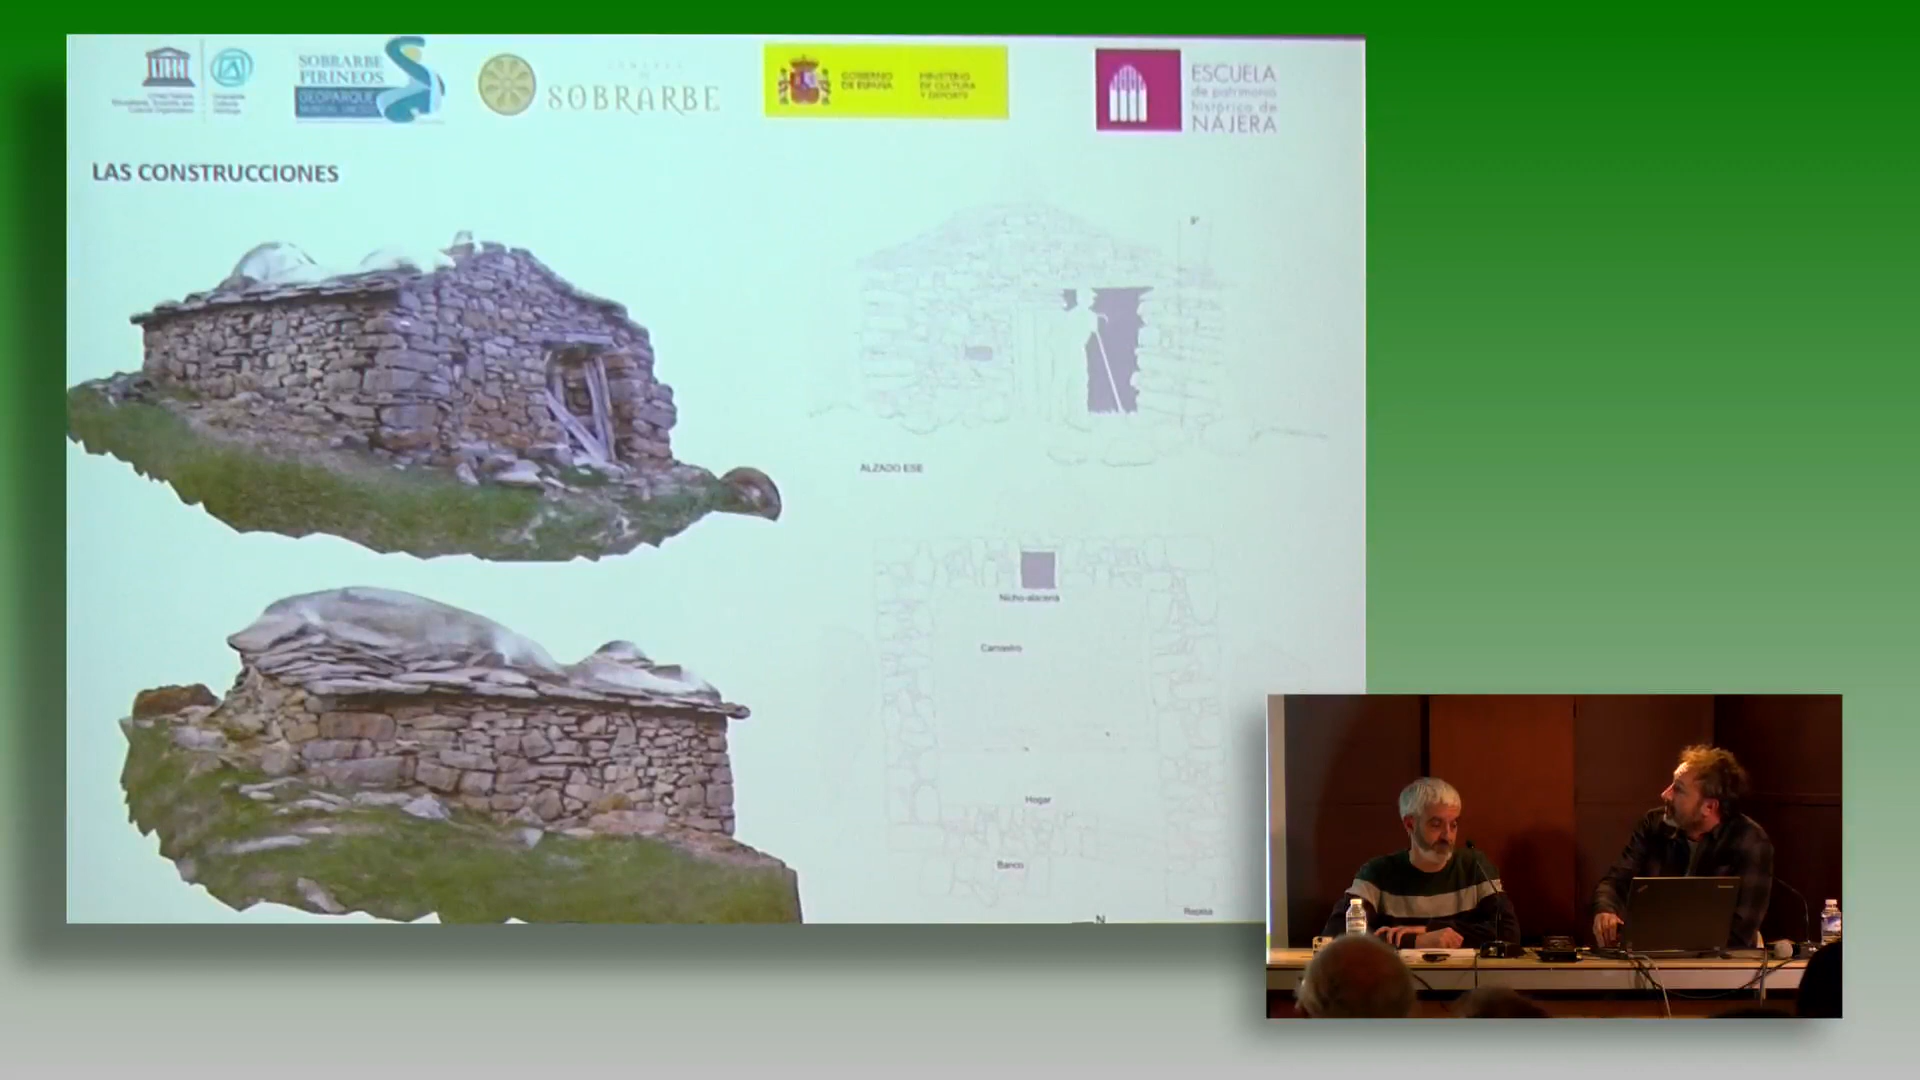 SOBRARBE
PIRINEOS
GEOPARQUE
SOBRARBE
GOBIERNO
DE ESPAÑA
MINISTERIO
DE CULTURA
Y DEPORTE
ESCUELA
de patrimonio
histórico de
NÁJERA
LAS CONSTRUCCIONES
ALZADO ESE
Nicho-alacena
Camastro
Hogar
Banco
Repisa
N